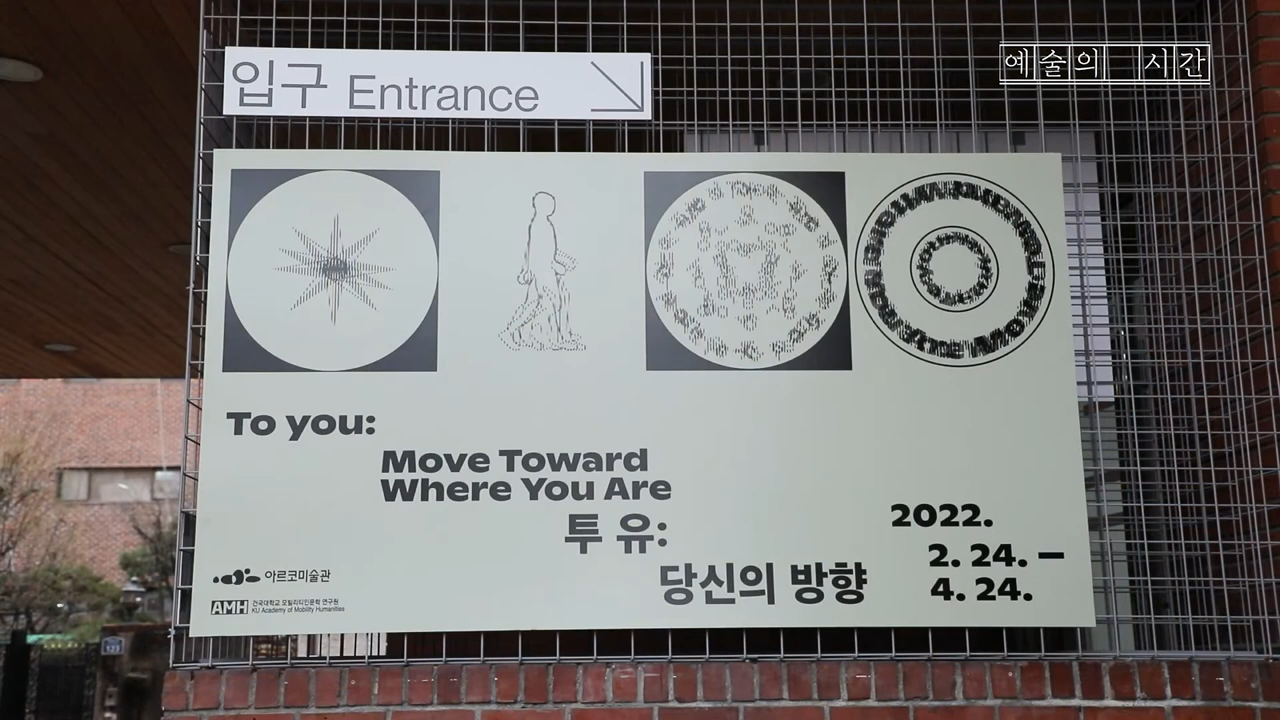 예술의 시간
입구 Entrance
To you:
Move Toward
Where You Are
투 유:
당신의 방향
2022.
2. 24. –
4. 24.
아르코미술관
AMH 건국대학교 모빌리티인문학 연구원
KU Academy of Mobility Humanities